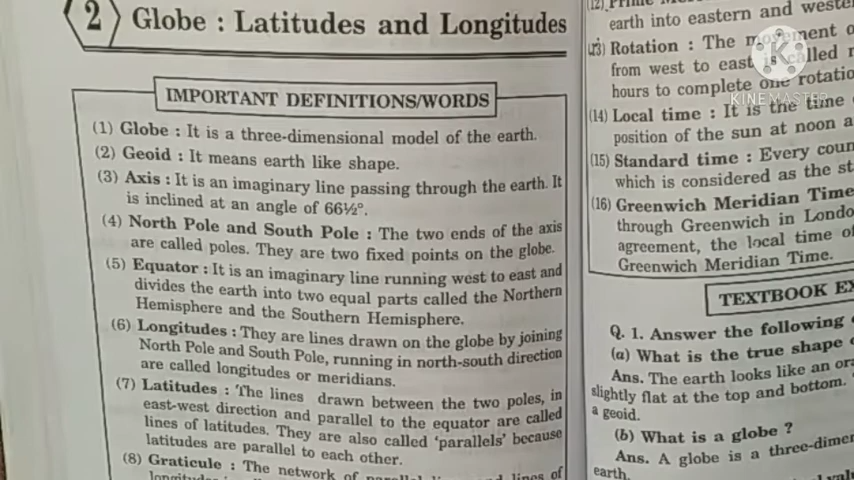 2 Globe : Latitudes and Longitudes
IMPORTANT DEFINITIONS/WORDS
(1) Globe : It is a three-dimensional model of the earth.
(2) Geoid : It means earth like shape.
(3) Axis : It is an imaginary line passing through the earth. It
is inclined at an angle of 66½°.
(4) North Pole and South Pole : The two ends of the axis
are called poles. They are two fixed points on the globe.
(5) Equator : It is an imaginary line running west to east and
divides the earth into two equal parts called the Northern
Hemisphere and the Southern Hemisphere.
(6) Longitudes : They are lines drawn on the globe by joining
North Pole and South Pole, running in north-south direction
are called longitudes or meridians.
(7) Latitudes : The lines drawn between the two poles, in
east-west direction and parallel to the equator are called
lines of latitudes. They are also called 'parallels' because
latitudes are parallel to each other.
(8) Graticule : The network of lines of
(12)
earth into eastern and
(13) Rotation : The movement
from west to east is called
hours to complete one
(14) Local time : It is the time
position of the sun at noon
(15) Standard time : Every
which is considered as the
(16) Greenwich Meridian Time
through Greenwich in
agreement, the local time
Greenwich Meridian Time.
TEXTBOOK
Q. 1. Answer the following
(a) What is the true shape
Ans. The earth looks like an
slightly flat at the top and bottom.
a geoid.
(b) What is a globe ?
Ans. A globe is a
earth.
K
KINEMASTER